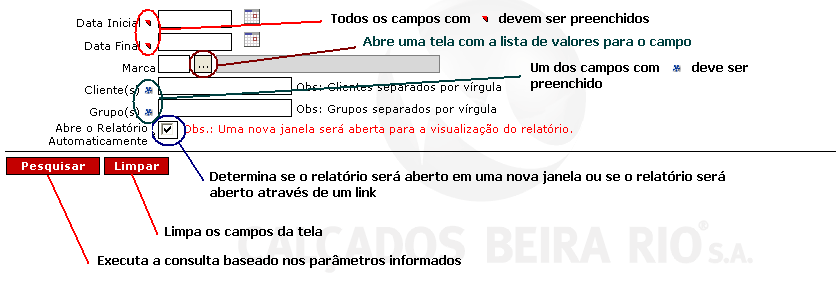 Data Inicial
Todos os campos com devem ser preenchidos
Data Final
Abre uma tela com a lista de valores para o campo
Marca ...
Um dos campos com deve ser
preenchido
Cliente(s) Obs: Clientes separados por vírgula
Grupo(s) Obs: Grupos separados por vírgula
Abre o Relatório
Automaticamente
Obs.: Uma nova janela será aberta para a visualização do relatório.
Pesquisar Limpar
Determina se o relatório será aberto em uma nova janela ou se o relatório será
aberto através de um link
Limpa os campos da tela
CALÇADOS BEIRA RIO® S.A.
Executa a consulta baseado nos parâmetros informados